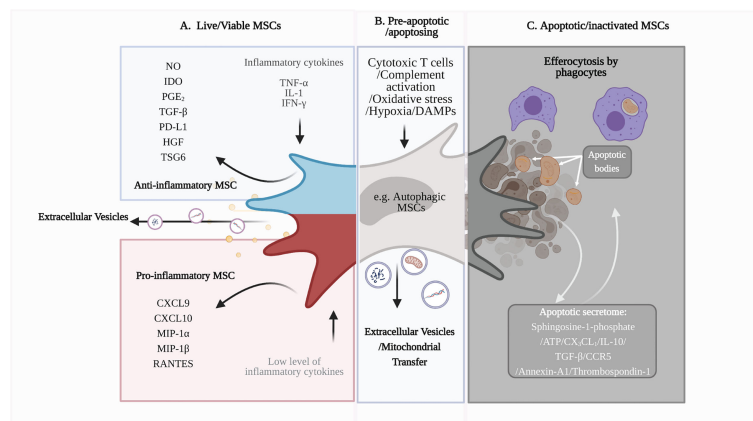 A. Live/Viable MSCs
NO
IDO
PGE₂
TGF-β
PD-L1
HGF
TSG6
Inflammatory cytokines
TNF-α
IL-1
IFN-γ
Anti-inflammatory MSC
Extracellular Vesicles
Pro-inflammatory MSC
CXCL9
CXCL10
MIP-1α
MIP-1β
RANTES
Low level of
inflammatory cytokines
B. Pre-apoptotic
/apoptosing
Cytotoxic T cells
/Complement
activation
/Oxidative stress
/Hypoxia/DAMPs
e.g. Autophagic
MSCs
Extracellular Vesicles
/Mitochondrial
Transfer
C. Apoptotic/inactivated MSCs
Efferocytosis by
phagocytes
Apoptotic
bodies
Apoptotic secretome:
Sphingosine-1-phosphate
/ATP/CX₃CL₁/IL-10/
TGF-β/CCR5
/Annexin-A1/Thrombospondin-1